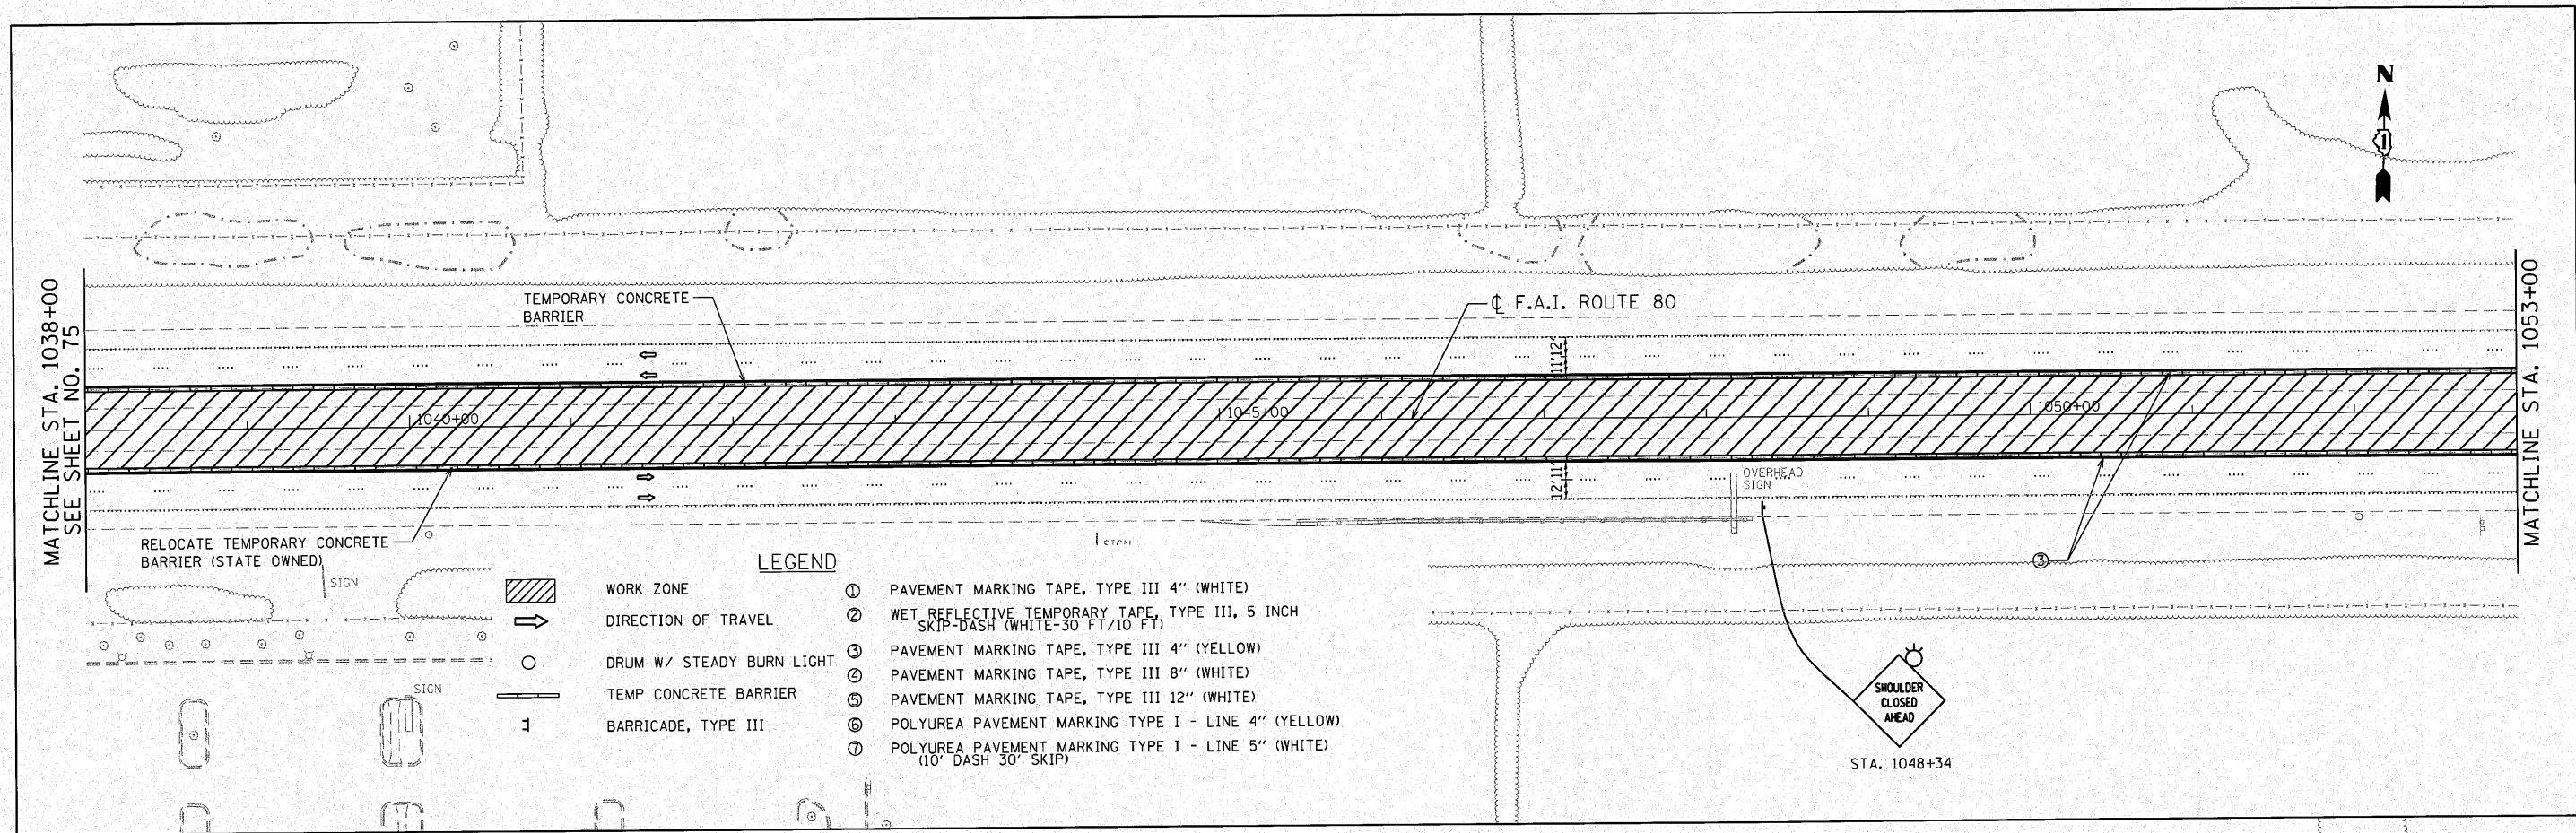 N
1
MATCHLINE STA. 1038+00
SEE SHEET NO. 75
TEMPORARY CONCRETE
BARRIER
℄ F.A.I. ROUTE 80
MATCHLINE STA. 1053+00
11' 12'
1040+00
1045+00
1050+00
12' 11'
OVERHEAD
SIGN
RELOCATE TEMPORARY CONCRETE
BARRIER (STATE OWNED)
SIGN
SIGN
SIGN
③
LEGEND
WORK ZONE
DIRECTION OF TRAVEL
DRUM W/ STEADY BURN LIGHT
TEMP CONCRETE BARRIER
BARRICADE, TYPE III
① PAVEMENT MARKING TAPE, TYPE III 4" (WHITE)
② WET REFLECTIVE TEMPORARY TAPE, TYPE III, 5 INCH
SKIP-DASH (WHITE-30 FT/10 FT)
③ PAVEMENT MARKING TAPE, TYPE III 4" (YELLOW)
④ PAVEMENT MARKING TAPE, TYPE III 8" (WHITE)
⑤ PAVEMENT MARKING TAPE, TYPE III 12" (WHITE)
⑥ POLYUREA PAVEMENT MARKING TYPE I - LINE 4" (YELLOW)
⑦ POLYUREA PAVEMENT MARKING TYPE I - LINE 5" (WHITE)
(10' DASH 30' SKIP)
SHOULDER
CLOSED
AHEAD
STA. 1048+34